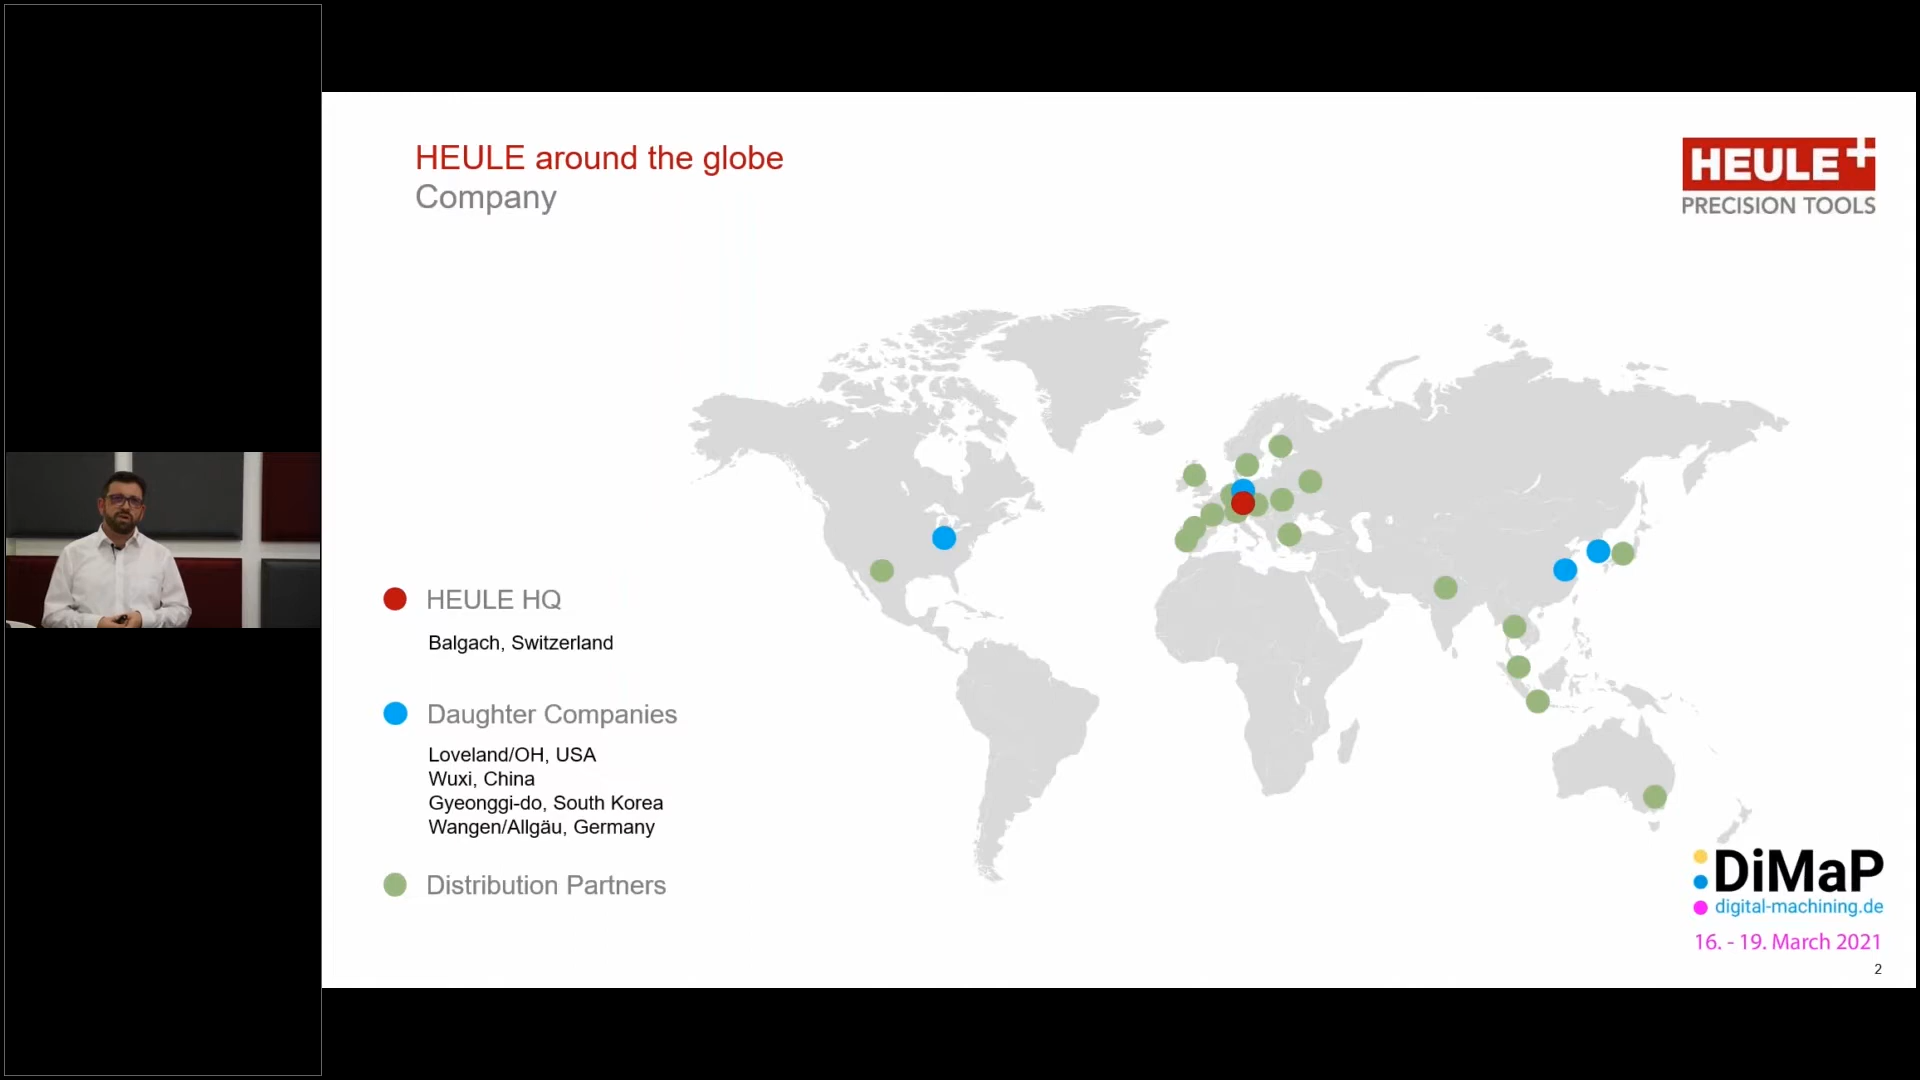 HEULE around the globe
Company
HEULE
PRECISION TOOLS
HEULE HQ
Balgach, Switzerland
Daughter Companies
Loveland/OH, USA
Wuxi, China
Gyeonggi-do, South Korea
Wangen/Allgäu, Germany
Distribution Partners
DiMaP
digital-machining.de
16. - 19. March 2021
2